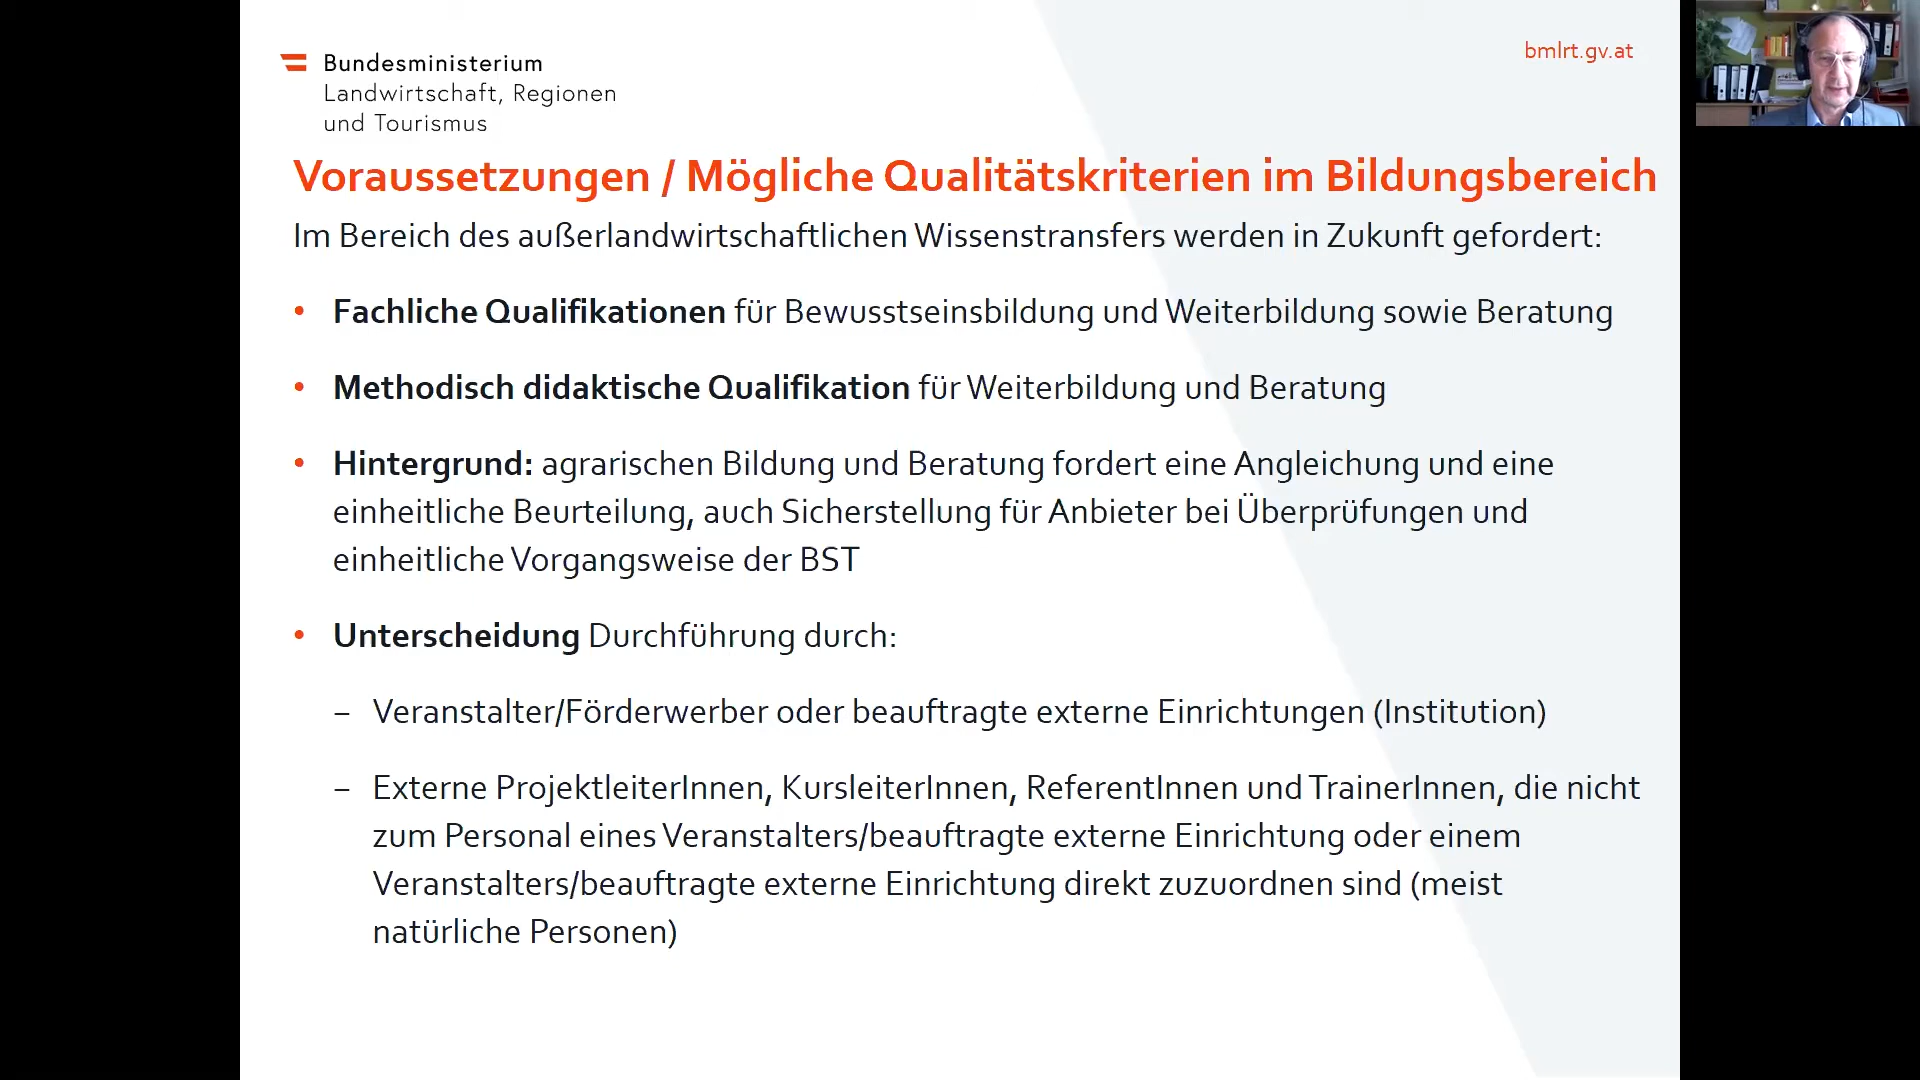 Bundesministerium
Landwirtschaft, Regionen
und Tourismus
bmlrt.gv.at
Voraussetzungen / Mögliche Qualitätskriterien im Bildungsbereich
Im Bereich des außerlandwirtschaftlichen Wissenstransfers werden in Zukunft gefordert:
• Fachliche Qualifikationen für Bewusstseinsbildung und Weiterbildung sowie Beratung
• Methodisch didaktische Qualifikation für Weiterbildung und Beratung
• Hintergrund: agrarischen Bildung und Beratung fordert eine Angleichung und eine
einheitliche Beurteilung, auch Sicherstellung für Anbieter bei Überprüfungen und
einheitliche Vorgangsweise der BST
• Unterscheidung Durchführung durch:
– Veranstalter/Förderwerber oder beauftragte externe Einrichtungen (Institution)
– Externe ProjektleiterInnen, KursleiterInnen, ReferentInnen und TrainerInnen, die nicht
zum Personal eines Veranstalters/beauftragte externe Einrichtung oder einem
Veranstalters/beauftragte externe Einrichtung direkt zuzuordnen sind (meist
natürliche Personen)